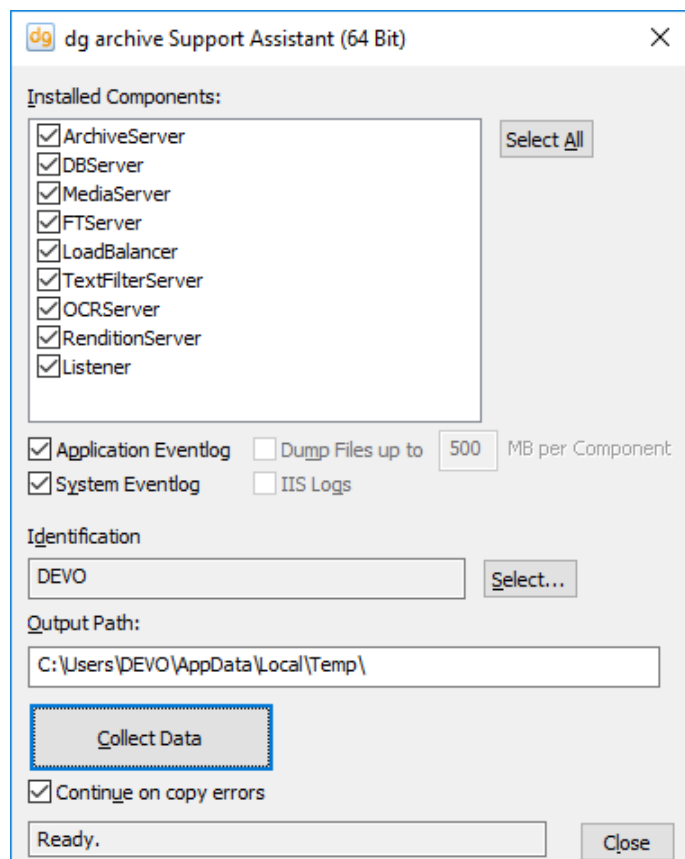 dg dg archive Support Assistant (64 Bit)
Installed Components:
ArchiveServer
Select All
DBServer
MediaServer
FTServer
LoadBalancer
TextFilterServer
OCRServer
RenditionServer
Listener
Application Eventlog Dump Files up to 500 MB per Component
System Eventlog IIS Logs
Identification
DEVO Select...
Output Path:
C:\Users\DEVO\AppData\Local\Temp\
Collect Data
Continue on copy errors
Ready. Close